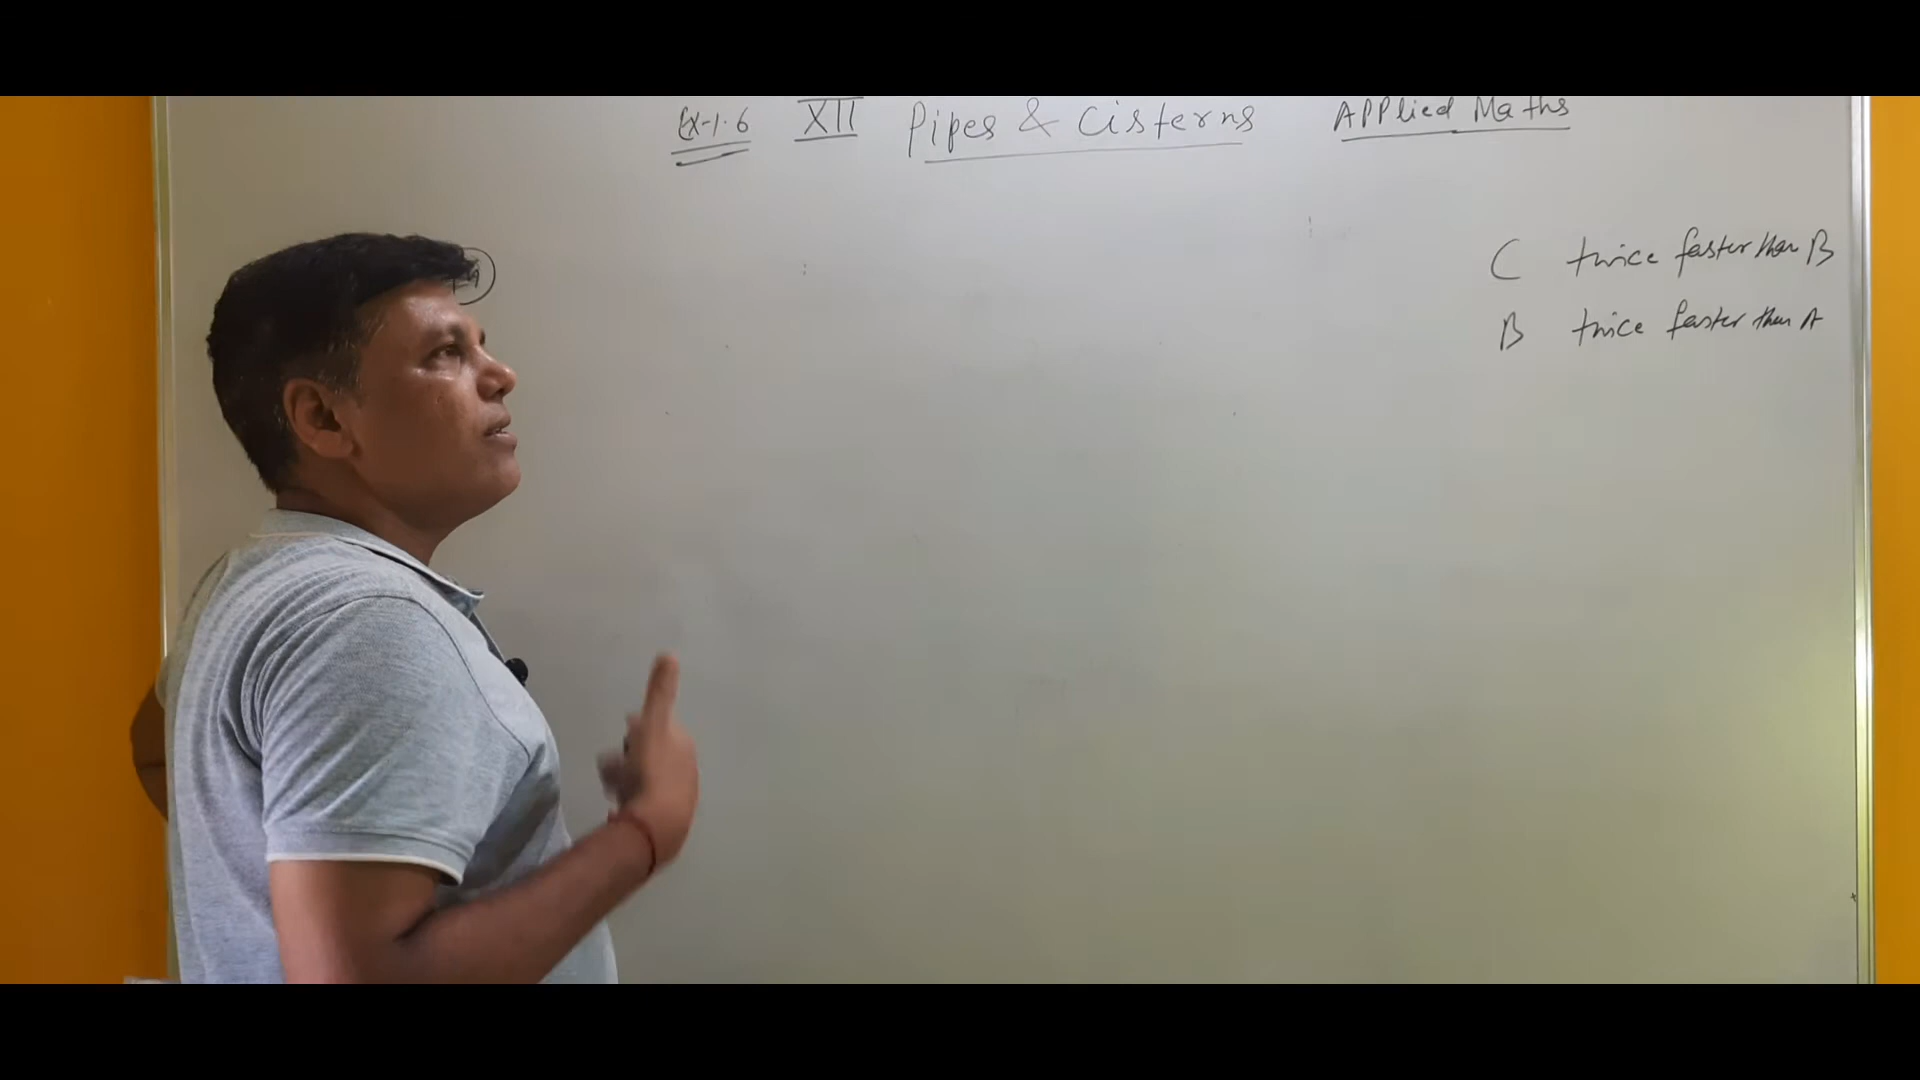 Ex-1.6 XII Pipes & Cisterns Applied Maths
C twice faster than B
B twice faster than A